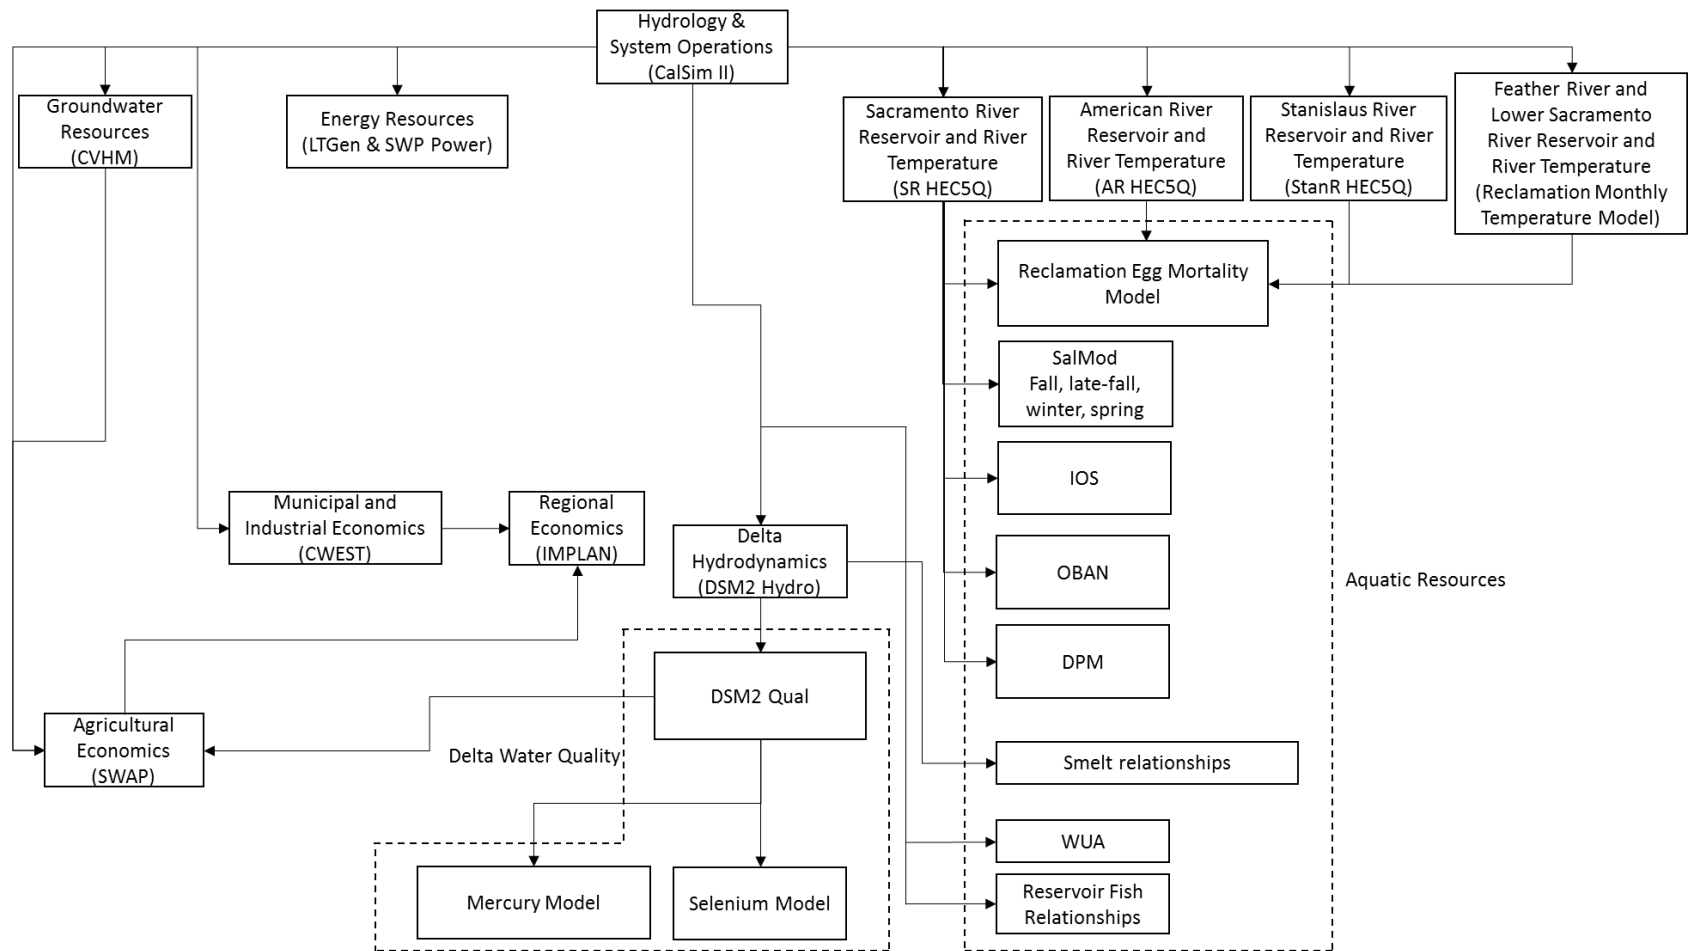 Hydrology &
System Operations
(CalSim II)
Groundwater
Resources
(CVHM)
Energy Resources
(LTGen & SWP Power)
Sacramento River
Reservoir and River
Temperature
(SR HEC5Q)
American River
Reservoir and
River Temperature
(AR HEC5Q)
Stanislaus River
Reservoir and River
Temperature
(StanR HEC5Q)
Feather River and
Lower Sacramento
River Reservoir and
River Temperature
(Reclamation Monthly
Temperature Model)
Reclamation Egg Mortality
Model
SalMod
Fall, late-fall,
winter, spring
IOS
Municipal and
Industrial Economics
(CWEST)
Regional
Economics
(IMPLAN)
Delta
Hydrodynamics
(DSM2 Hydro)
OBAN
Aquatic Resources
DPM
DSM2 Qual
Agricultural
Economics
(SWAP)
Delta Water Quality
Smelt relationships
WUA
Mercury Model
Selenium Model
Reservoir Fish
Relationships